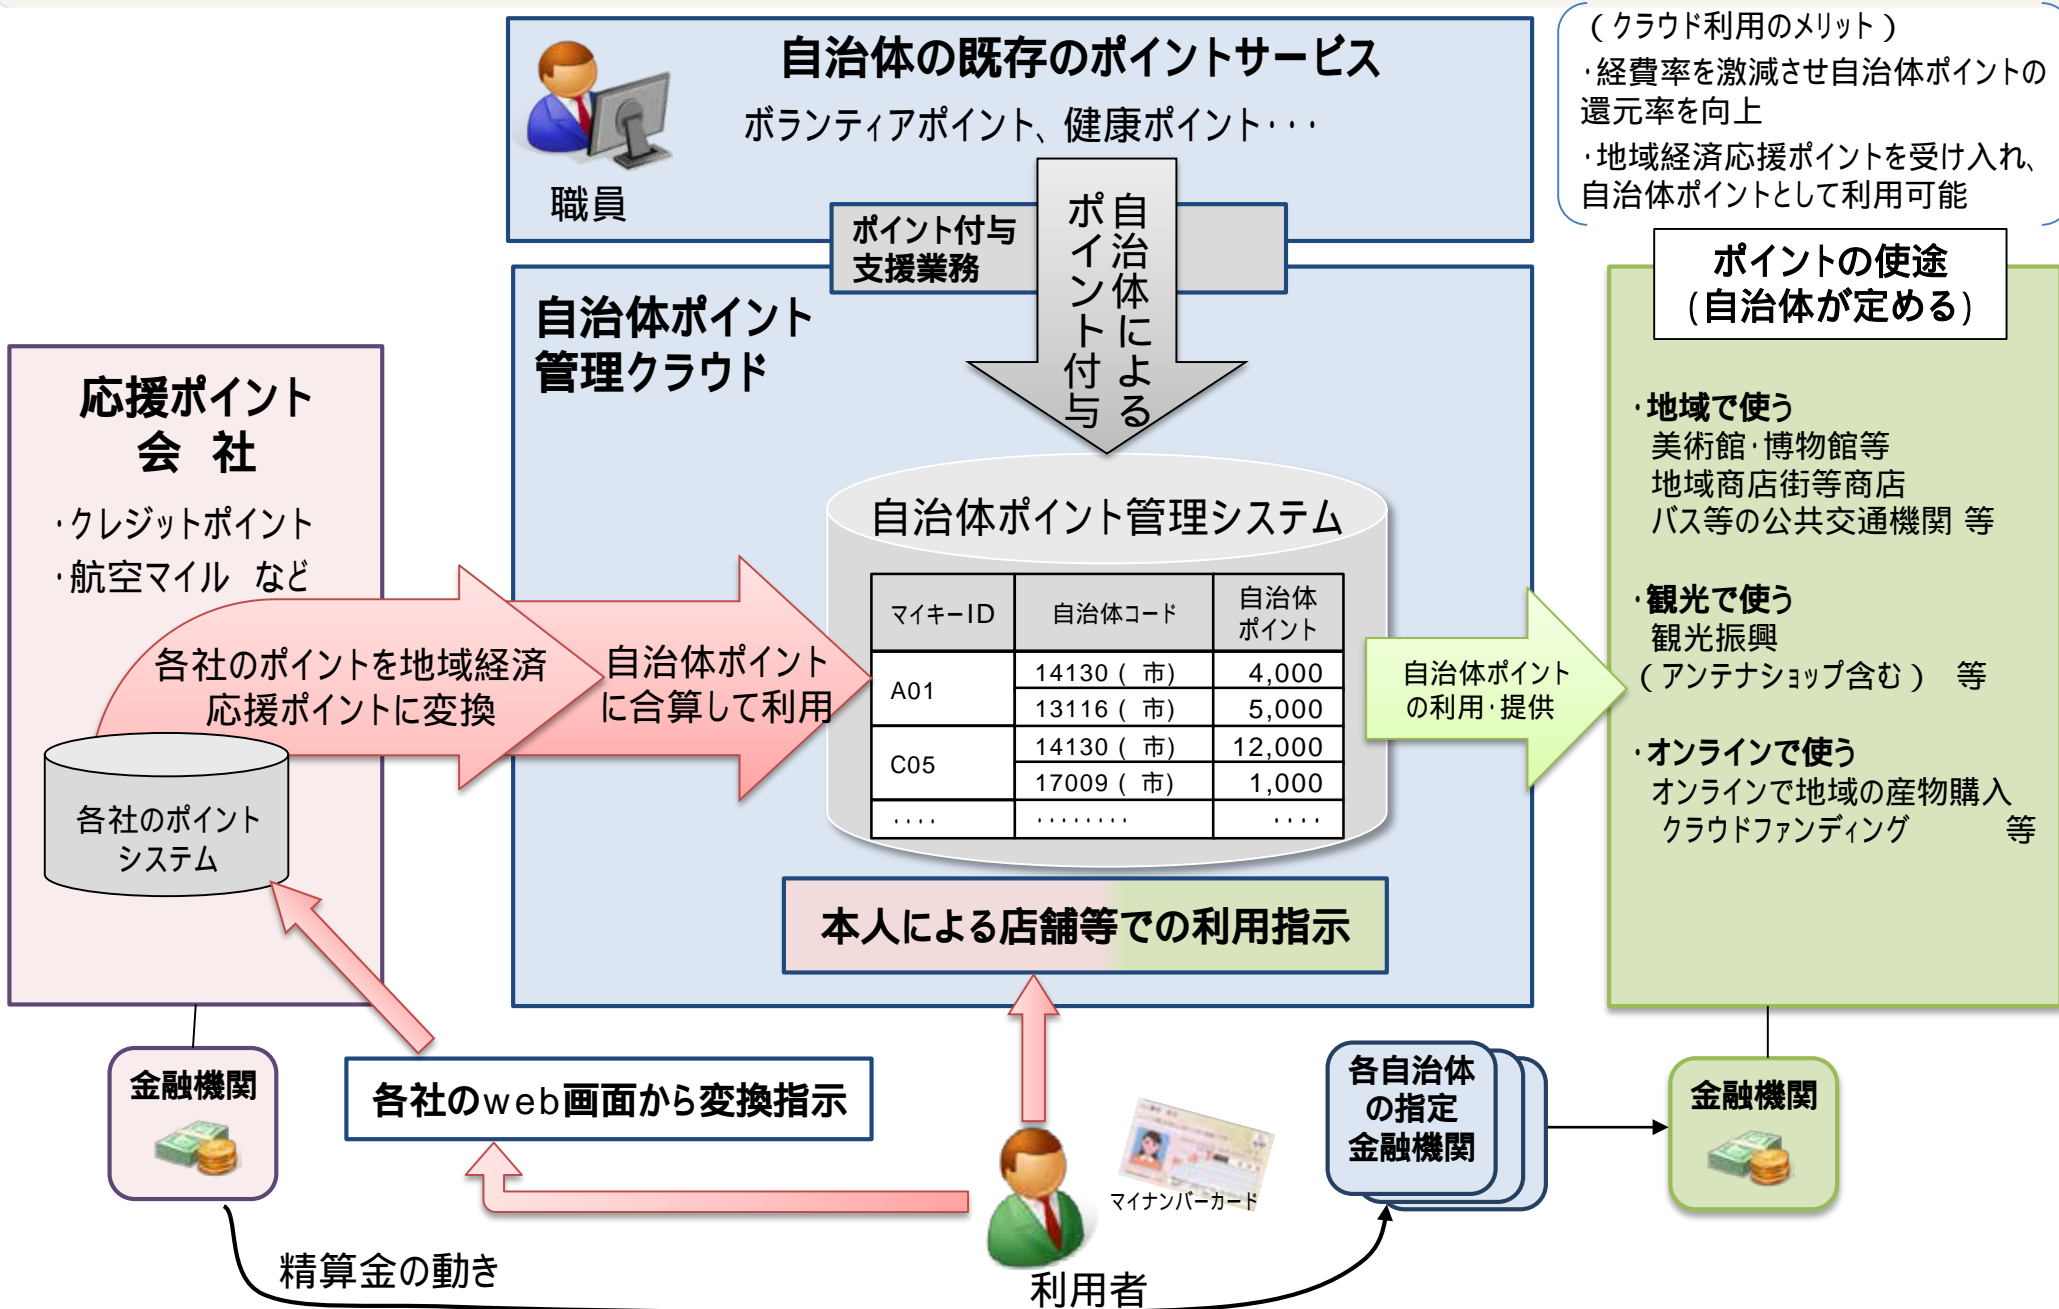 自治体の既存のポイントサービス
ボランティアポイント、健康ポイント・・・
職員
(クラウド利用のメリット)
・経費率を激減させ自治体ポイントの
還元率を向上
・地域経済応援ポイントを受け入れ、
自治体ポイントとして利用可能
ポイント付与
支援業務
自治体による
ポイント付与
自治体ポイント
管理クラウド
応援ポイント
会 社
・クレジットポイント
・航空マイル など
各社のポイントを地域経済
応援ポイントに変換
自治体ポイント
に合算して利用
各社のポイント
システム
自治体ポイント管理システム
マイキーID 自治体コード 自治体
ポイント
A01 14130 ( 市) 4,000
13116 ( 市) 5,000
C05 14130 ( 市) 12,000
17009 ( 市) 1,000
・・・・ ・・・・・・・・ ・・・・
自治体ポイント
の利用・提供
本人による店舗等での利用指示
ポイントの使途
(自治体が定める)
・地域で使う
美術館・博物館等
地域商店街等商店
バス等の公共交通機関 等
・観光で使う
観光振興
(アンテナショップ含む) 等
・オンラインで使う
オンラインで地域の産物購入
クラウドファンディング 等
金融機関
各社のweb画面から変換指示
マイナンバーカード
各自治体
の指定
金融機関
金融機関
精算金の動き
利用者